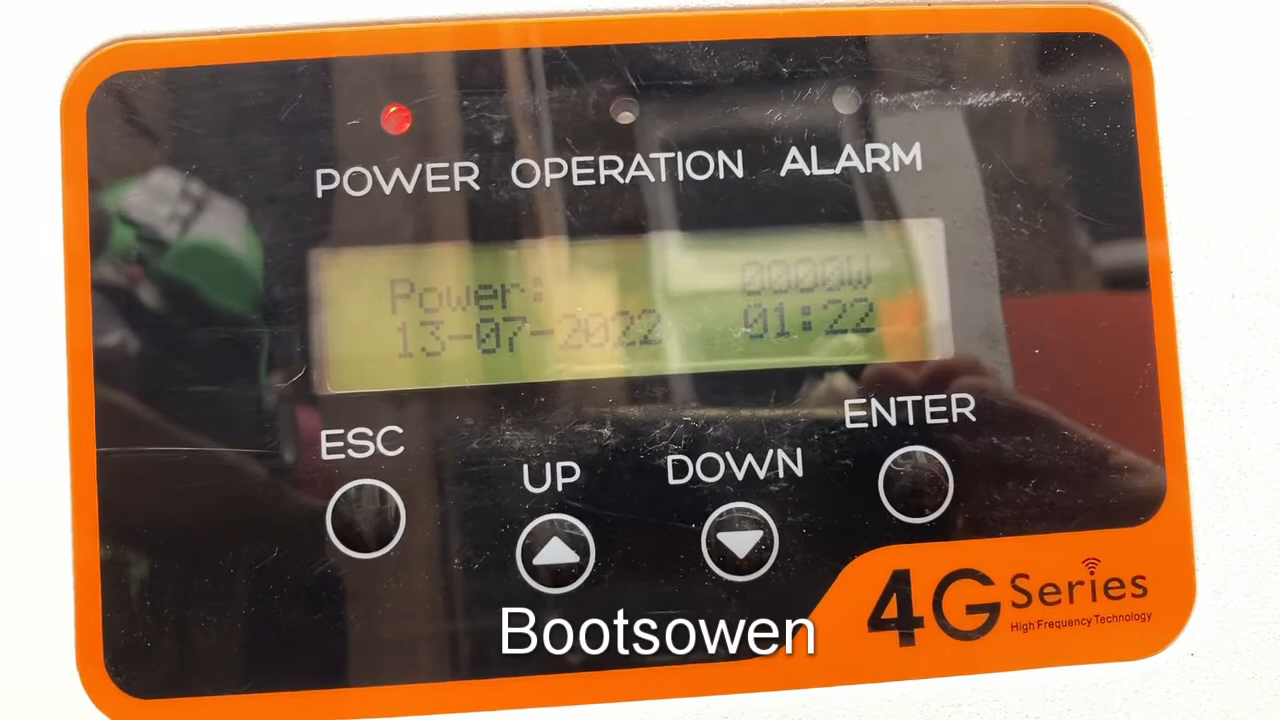 POWER OPERATION ALARM
Power: 0000W
13-07-2022 01:22
ESC UP DOWN ENTER
4G Series
High Frequency Technology
Bootsowen